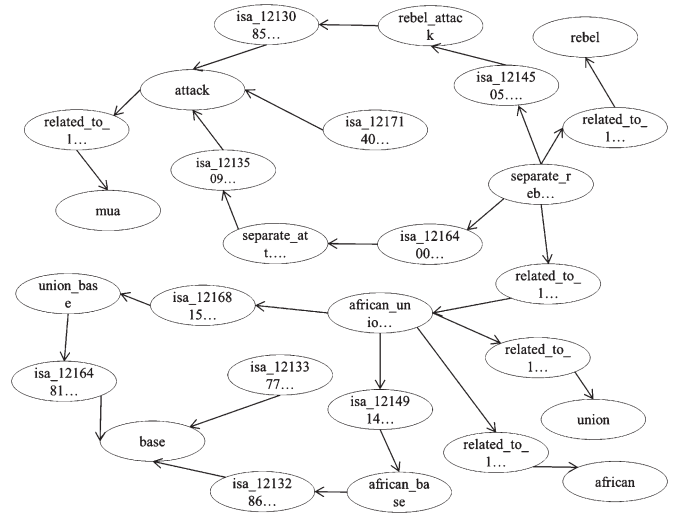 isa_12130
85…
rebel_attac
k
rebel
attack
isa_12145
05….
related_to_
1…
isa_12171
40…
related_to_
1…
isa_12135
09…
separate_r
eb…
mua
separate_att
t….
isa_12164
00…
related_to_
1…
union_bas
e
isa_12168
15…
african_un
io…
related_to_
1…
isa_12164
81…
isa_12133
77…
isa_12149
14…
union
base
related_to_
1…
african
isa_12132
86…
african_ba
se